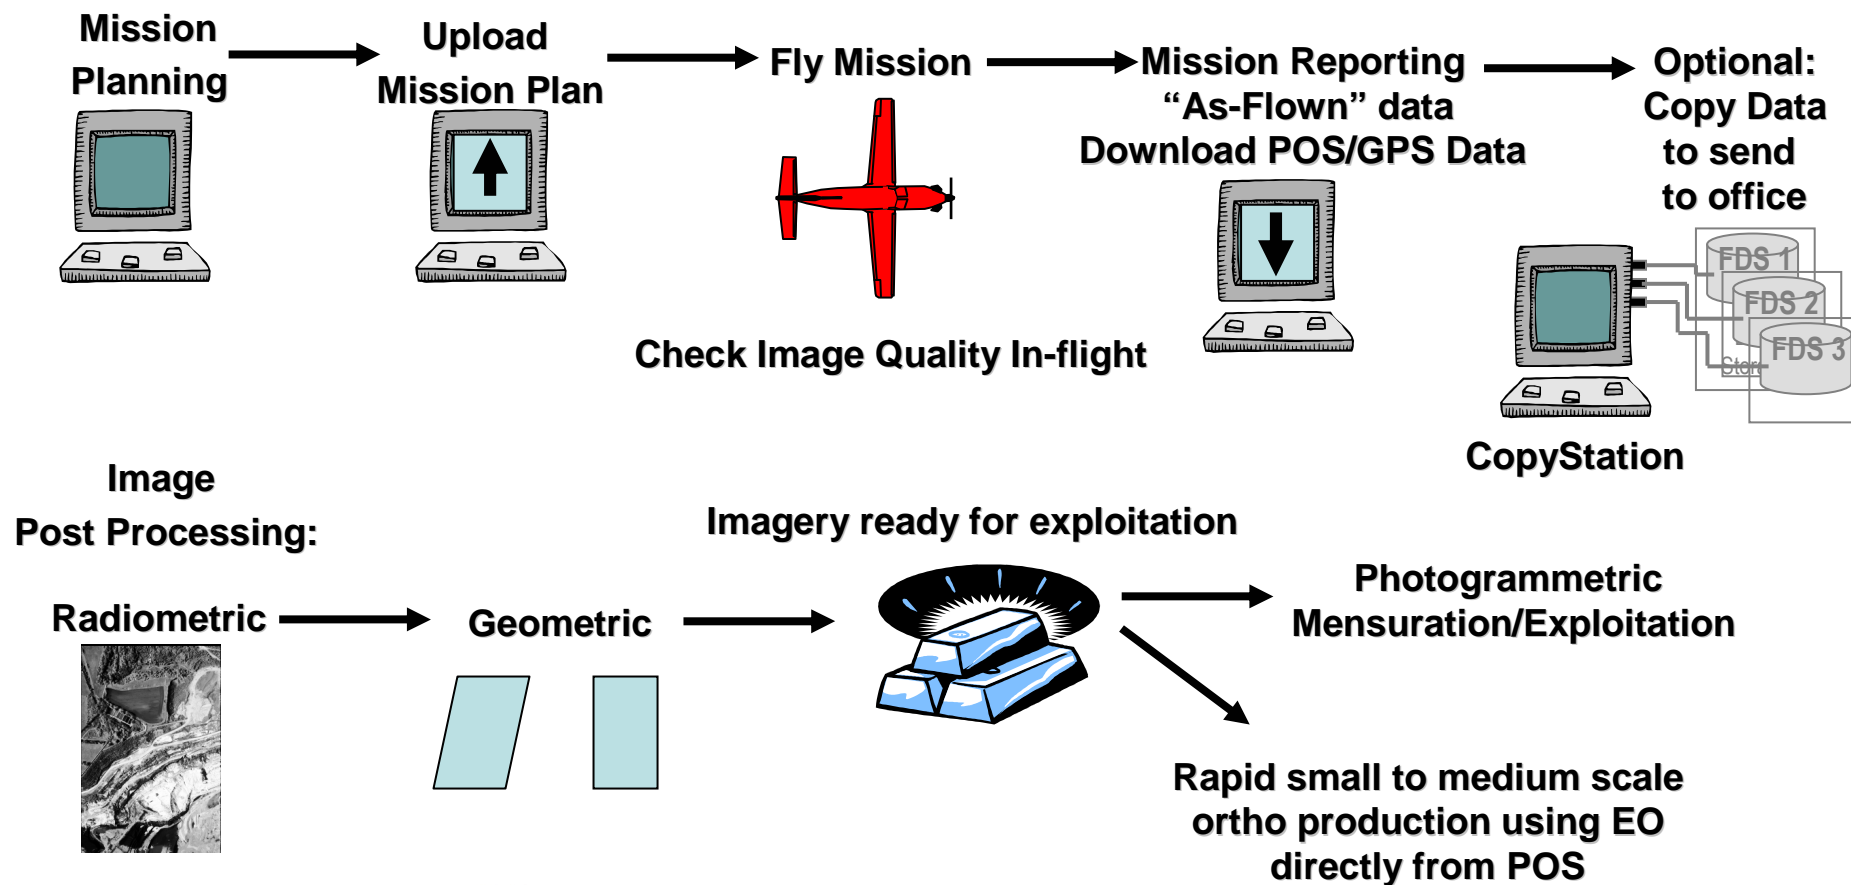 Mission
Planning
Upload
Mission Plan
Fly Mission
Mission Reporting
“As-Flown” data
Download POS/GPS Data
Optional:
Copy Data
to send
to office
FDS 1
FDS 2
FDS 3
Check Image Quality In-flight
CopyStation
Image
Post Processing:
Radiometric
Geometric
Imagery ready for exploitation
Photogrammetric
Mensuration/Exploitation
Rapid small to medium scale
ortho production using EO
directly from POS